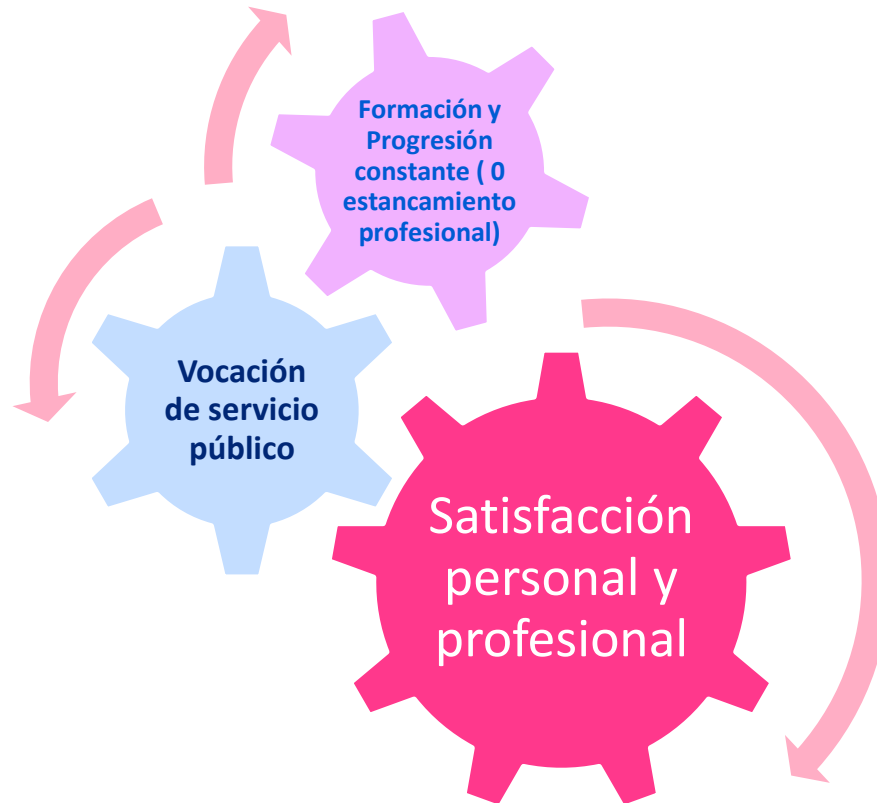 Formación y
Progresión
constante ( 0
estancamiento
profesional)
Vocación
de servicio
público
Satisfacción
personal y
profesional